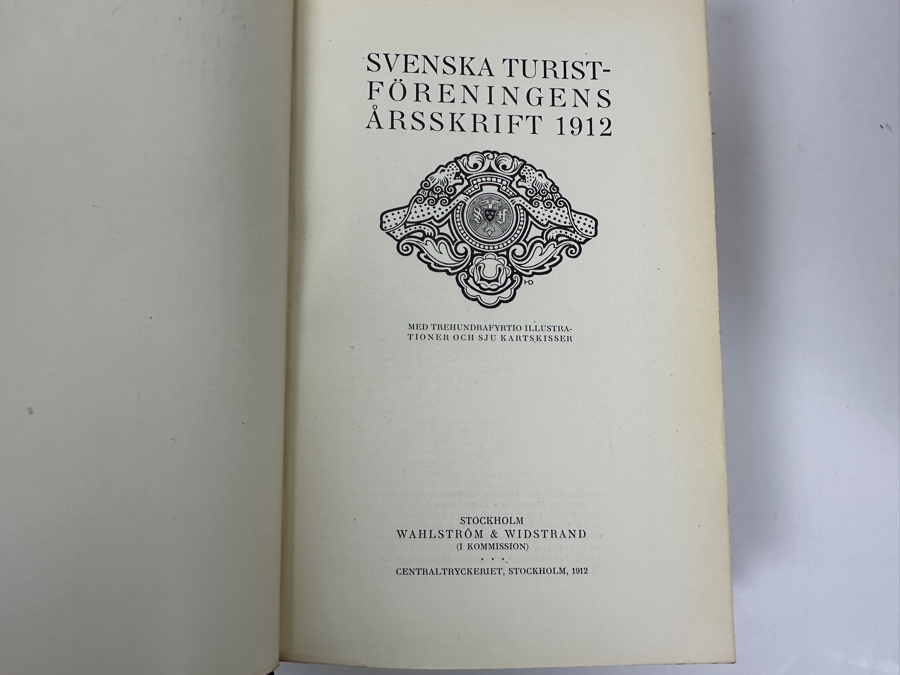 SVENSKA TURIST-
FÖRENINGENS
ÅRSSKRIFT 1912
S f
HD
MED TREHUNDRAFYRTIO ILLUSTRA-
TIONER OCH SJU KARTSKISSER
STOCKHOLM
WAHLSTRÖM & WIDSTRAND
(I KOMMISSION)
CENTRALTRYCKERIET, STOCKHOLM, 1912